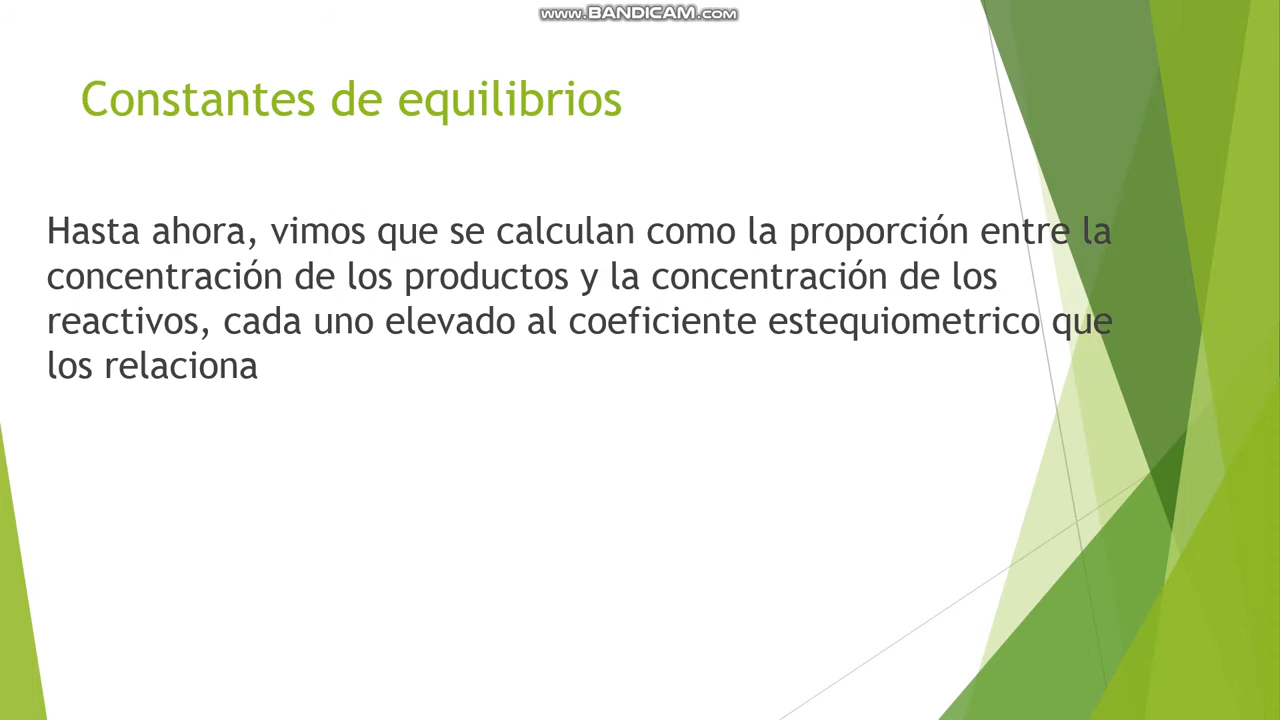 www.BANDICAM.com
Constantes de equilibrios
Hasta ahora, vimos que se calculan como la proporción entre la
concentración de los productos y la concentración de los
reactivos, cada uno elevado al coeficiente estequiometrico que
los relaciona